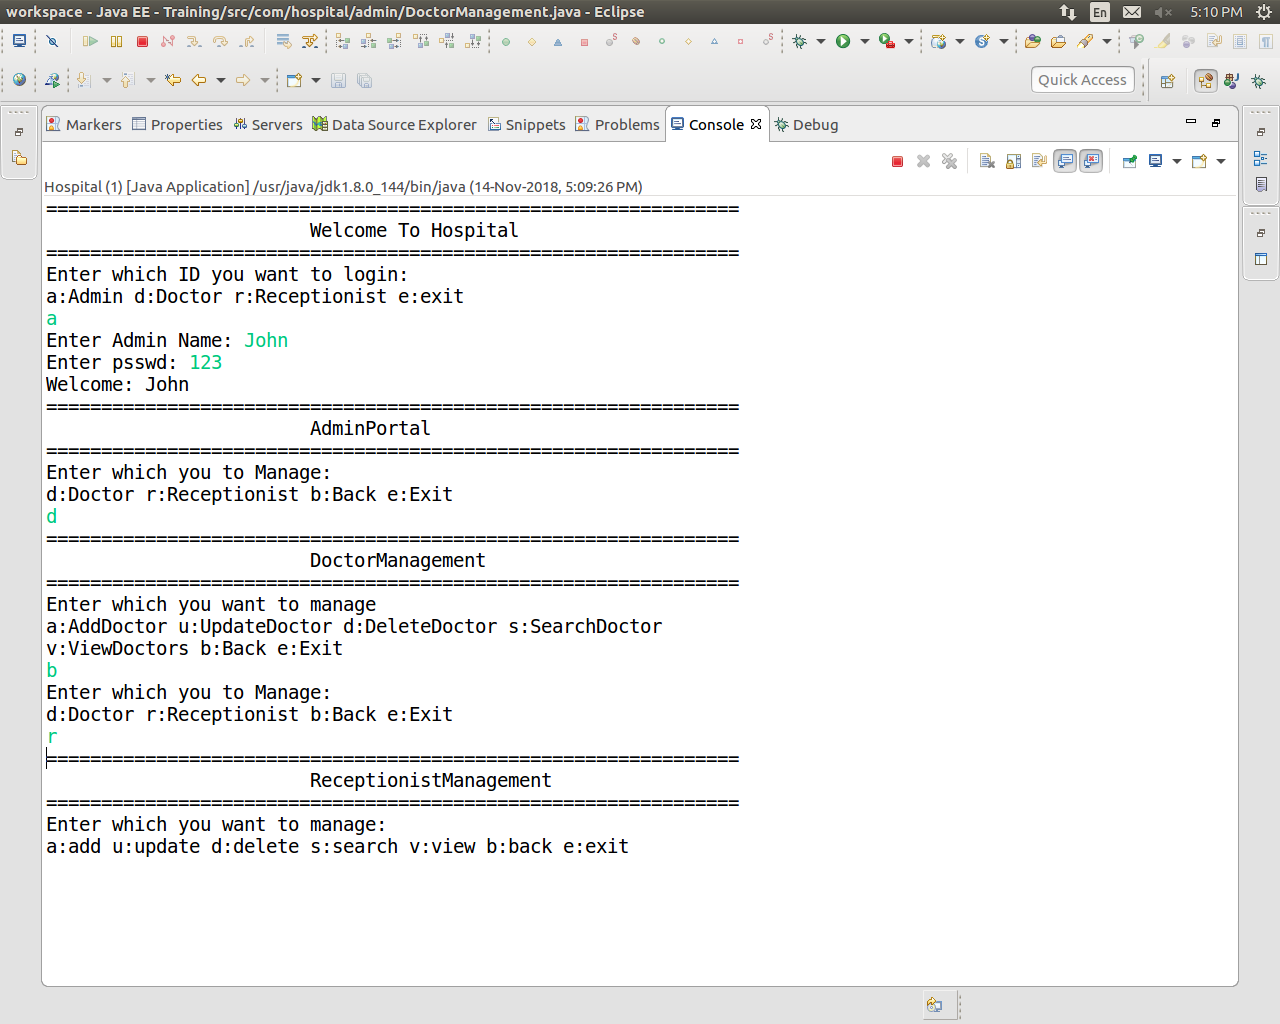 workspace - Java EE - Training/src/com/hospital/admin/DoctorManagement.java - Eclipse
En
5:10 PM
Quick Access
Markers Properties Servers Data Source Explorer Snippets Problems Console Debug
Hospital (1) [Java Application] /usr/java/jdk1.8.0_144/bin/java (14-Nov-2018, 5:09:26 PM)
===============================================================
Welcome To Hospital
===============================================================
Enter which ID you want to login:
a:Admin d:Doctor r:Receptionist e:exit
a
Enter Admin Name: John
Enter psswd: 123
Welcome: John
===============================================================
AdminPortal
===============================================================
Enter which you to Manage:
d:Doctor r:Receptionist b:Back e:Exit
d
===============================================================
DoctorManagement
===============================================================
Enter which you want to manage
a:AddDoctor u:UpdateDoctor d:DeleteDoctor s:SearchDoctor
v:ViewDoctors b:Back e:Exit
b
Enter which you to Manage:
d:Doctor r:Receptionist b:Back e:Exit
r
===============================================================
ReceptionistManagement
===============================================================
Enter which you want to manage:
a:add u:update d:delete s:search v:view b:back e:exit